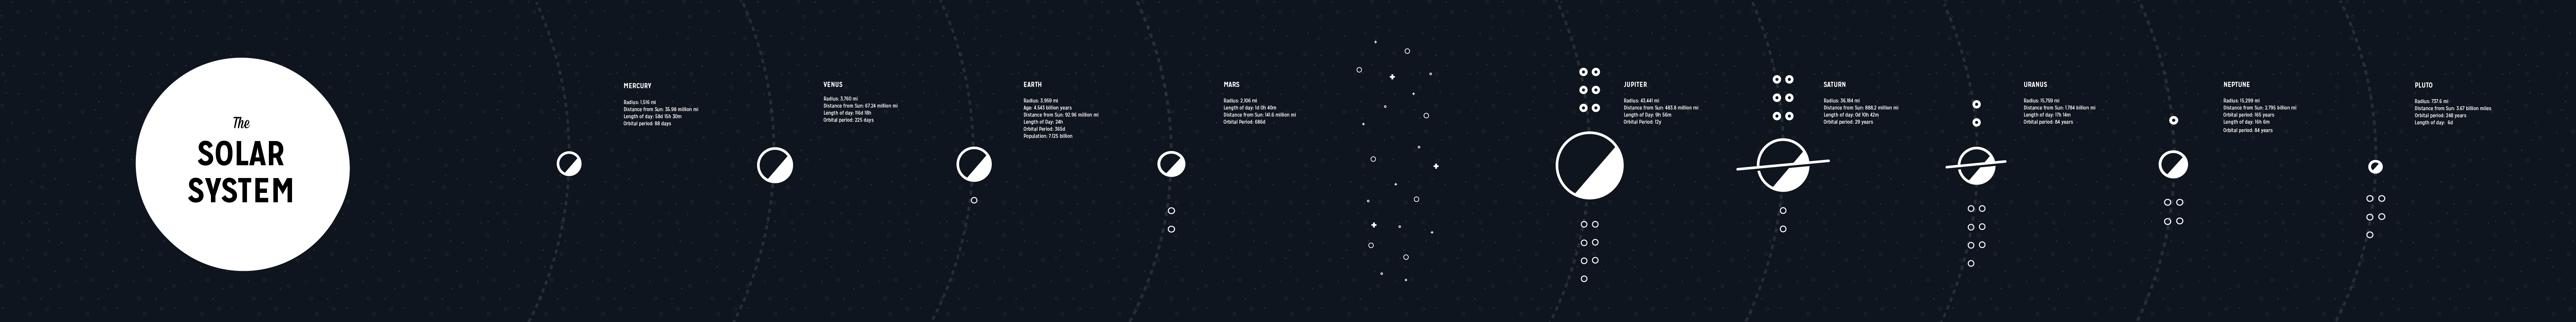 The
SOLAR
SYSTEM
MERCURY
Radius: 1,516 mi
Distance from Sun: 35.98 million mi
Length of day: 58d 15h 30m
Orbital period: 88 days
VENUS
Radius: 3,760 mi
Distance from Sun: 67.24 million mi
Length of day: 116d 18h
Orbital period: 225 days
EARTH
Radius: 3,959 mi
Age: 4.543 billion years
Distance from Sun: 92.96 million mi
Length of Day: 24h
Orbital Period: 365d
Population: 7.125 billion
MARS
Radius: 2,106 mi
Length of day: 1d 0h 40m
Distance from Sun: 141.6 million mi
Orbital Period: 686d
JUPITER
Radius: 43,441 mi
Distance from Sun: 483.8 million mi
Length of Day: 9h 56m
Orbital Period: 12y
SATURN
Radius: 36,184 mi
Distance from Sun: 888.2 million mi
Length of day: 0d 10h 42m
Orbital period: 29 years
URANUS
Radius: 15,759 mi
Distance from Sun: 1.784 billion mi
Length of day: 17h 14m
Orbital period: 84 years
NEPTUNE
Radius: 15,299 mi
Distance from Sun: 2.795 billion mi
Orbital period: 165 years
Length of day: 16h 6m
Orbital period: 84 years
PLUTO
Radius: 737.6 mi
Distance from Sun: 3.67 billion miles
Orbital period: 248 years
Length of day: 6d